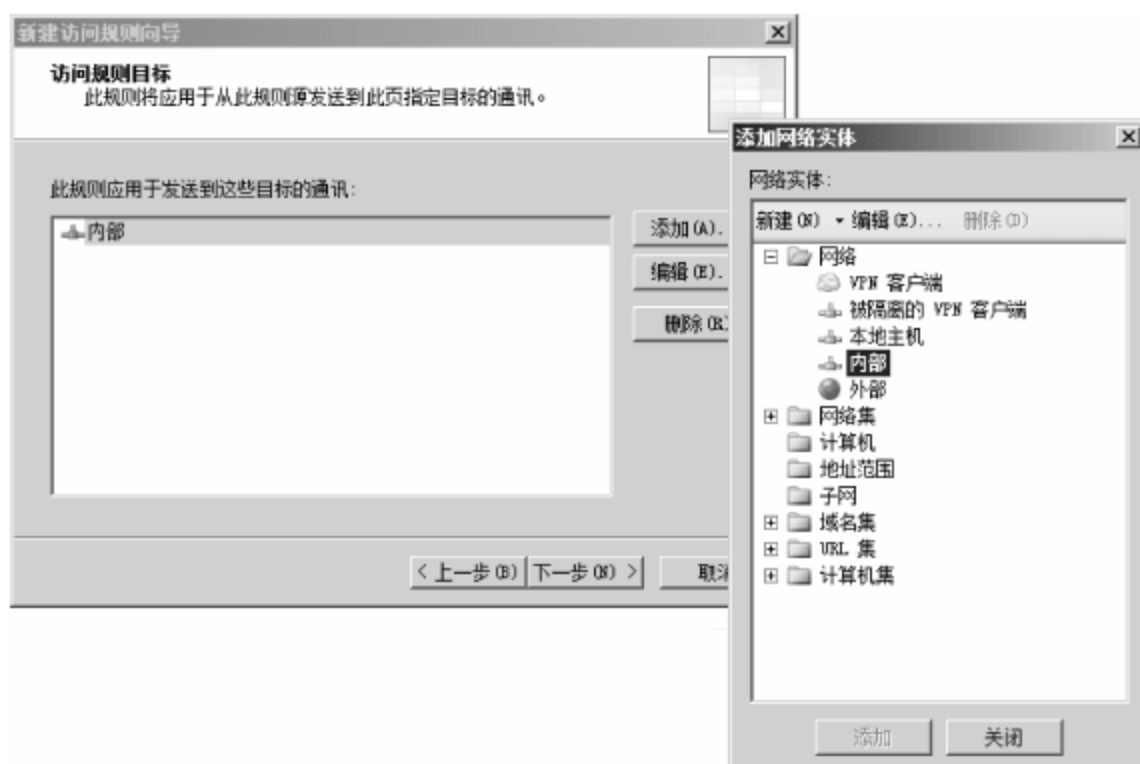 新建访问规则向导
访问规则目标
此规则将应用于从此规则源发送到此页指定目标的通讯。
此规则应用于发送到这些目标的通讯:
内部
添加(A).
编辑(E).
删除(R)
< 上一步(B)
下一步(N) >
取消
添加网络实体
网络实体:
新建(N) 编辑(E)... 删除(D)
网络
VPN 客户端
被隔离的 VPN 客户端
本地主机
内部
外部
网络集
计算机
地址范围
子网
域名集
URL 集
计算机集
添加
关闭